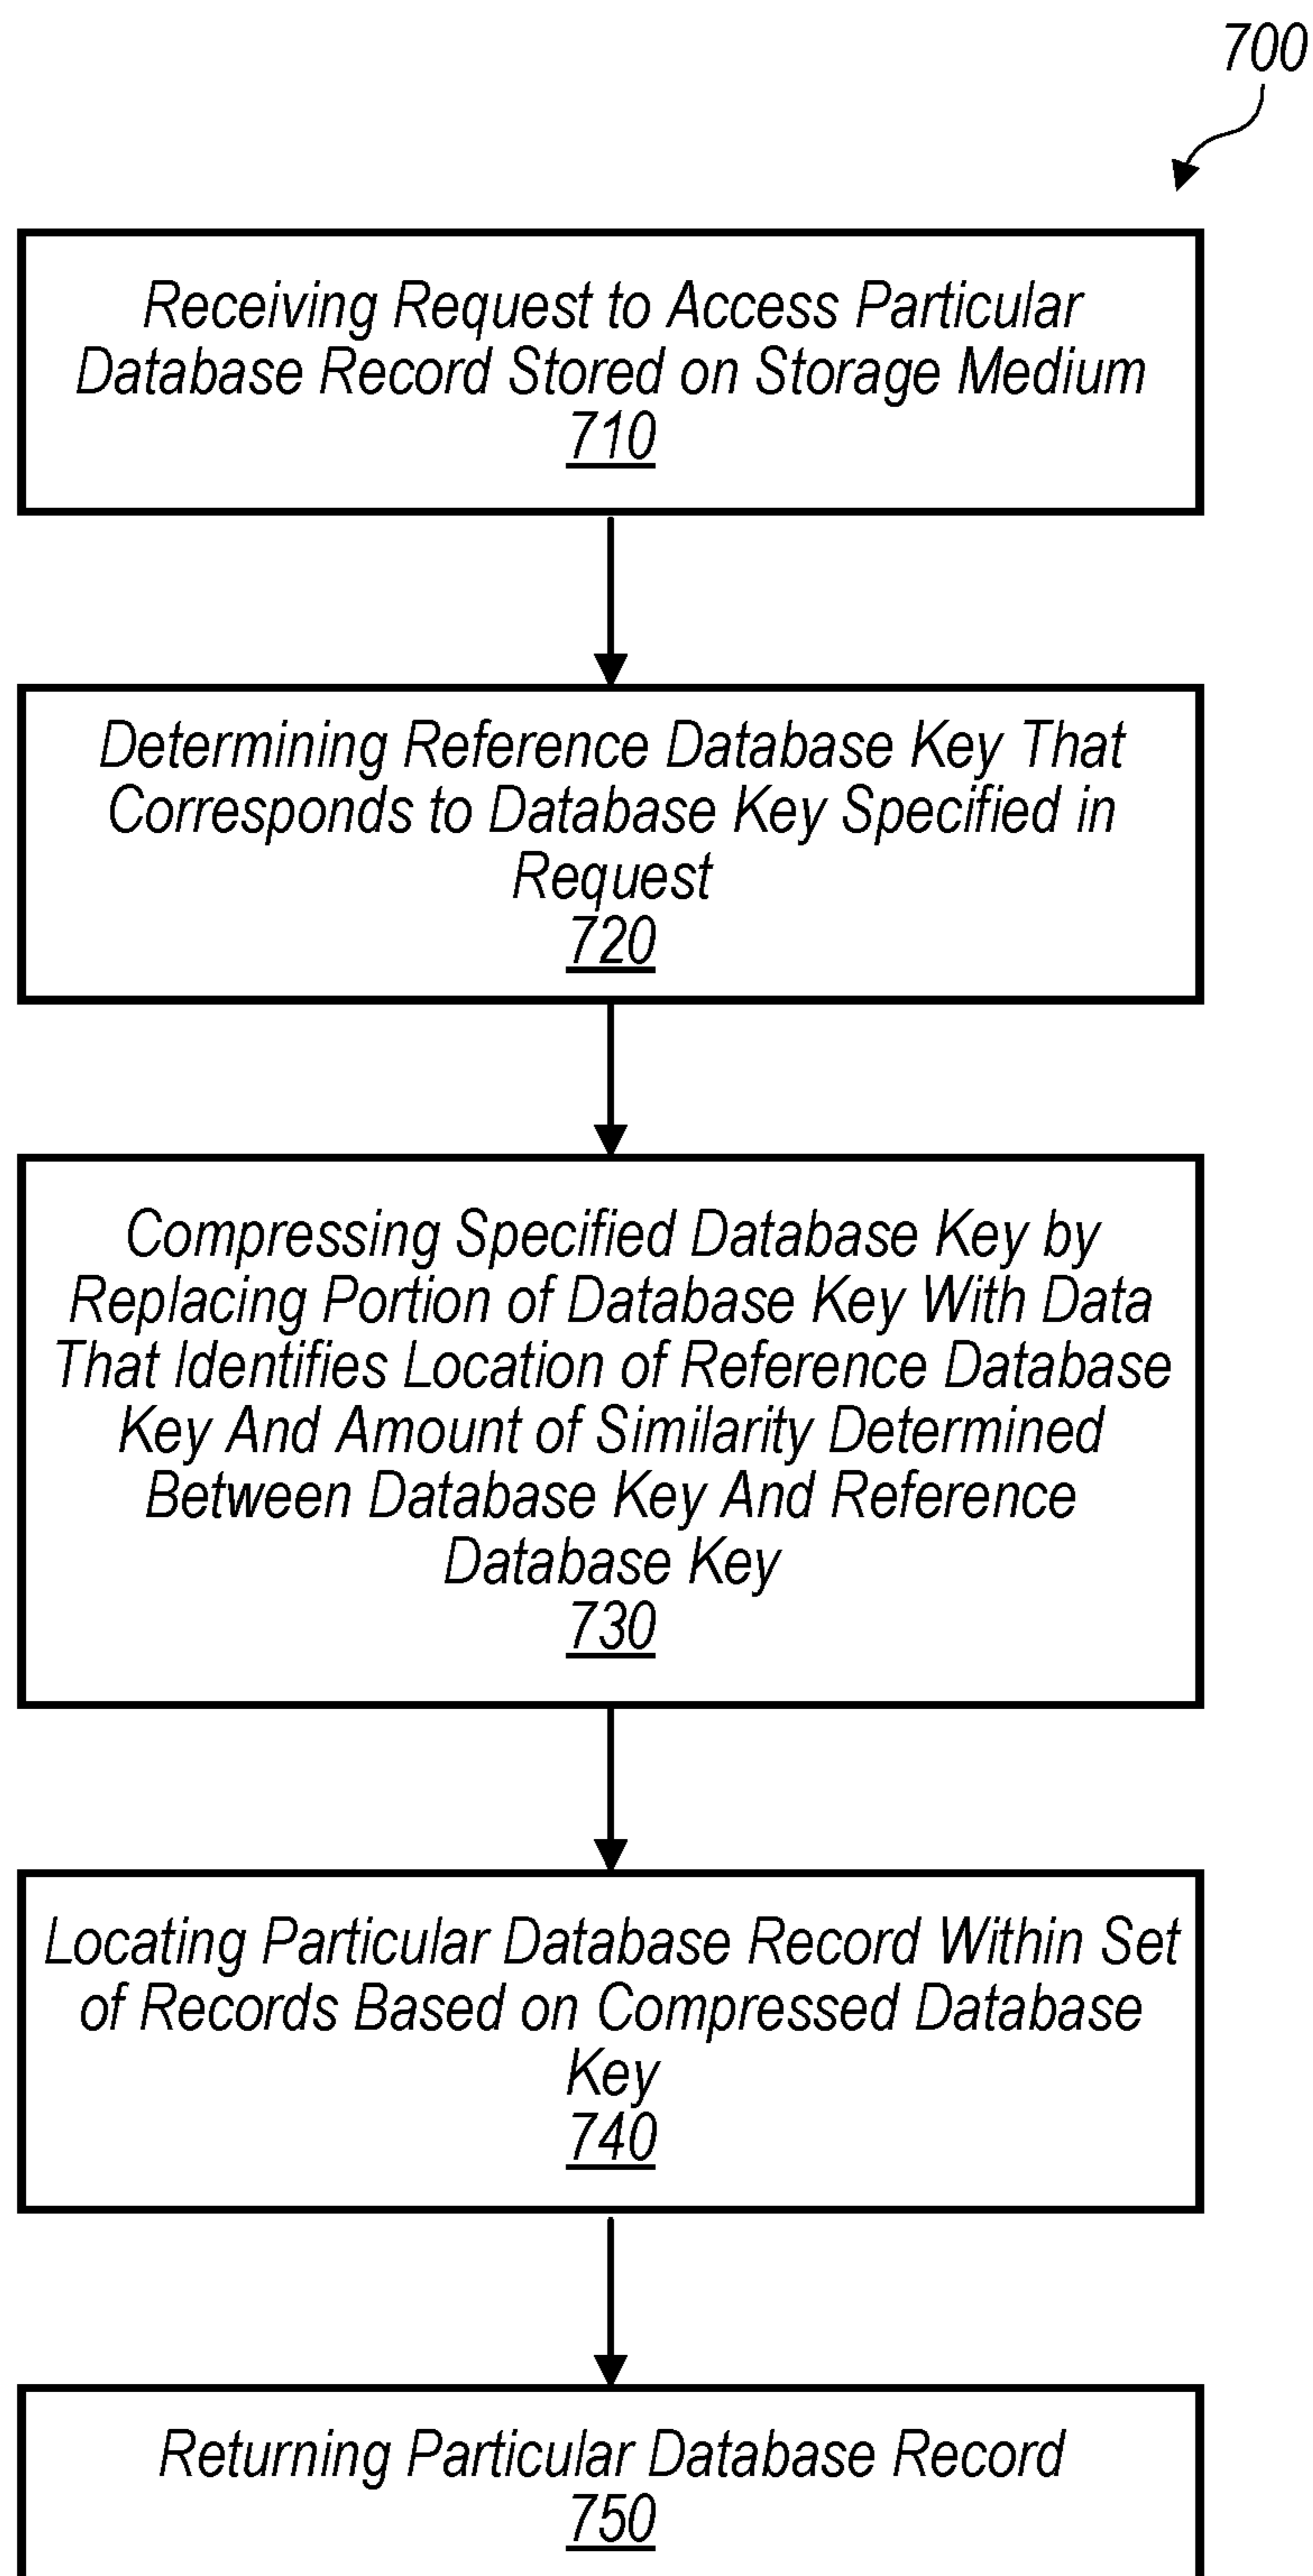 700
Receiving Request to Access Particular
Database Record Stored on Storage Medium
710
Determining Reference Database Key That
Corresponds to Database Key Specified in
Request
720
Compressing Specified Database Key by
Replacing Portion of Database Key With Data
That Identifies Location of Reference Database
Key And Amount of Similarity Determined
Between Database Key And Reference
Database Key
730
Locating Particular Database Record Within Set
of Records Based on Compressed Database
Key
740
Returning Particular Database Record
750